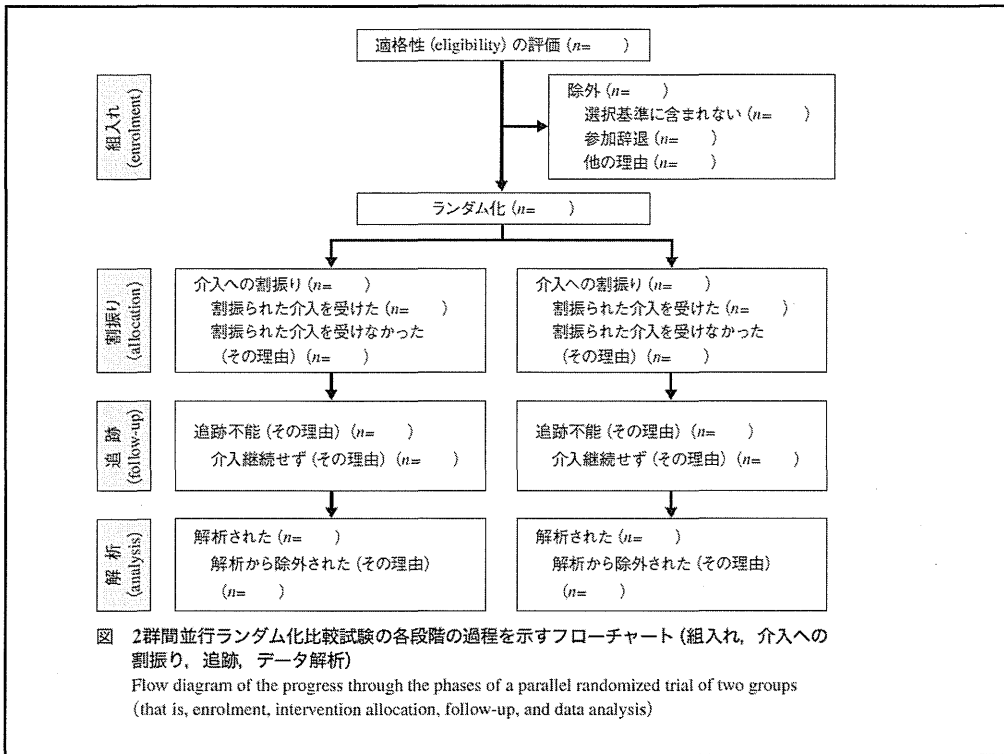 適格性 (eligibility) の評価 (n=　　)
組入れ
(enrolment)
除外 (n=　　)
選択基準に含まれない (n=　　)
参加辞退 (n=　　)
他の理由 (n=　　)
ランダム化 (n=　　)
割振り
(allocation)
介入への割振り (n=　　)
割振られた介入を受けた (n=　　)
割振られた介入を受けなかった
(その理由) (n=　　)
介入への割振り (n=　　)
割振られた介入を受けた (n=　　)
割振られた介入を受けなかった
(その理由) (n=　　)
追 跡
(follow-up)
追跡不能 (その理由) (n=　　)
介入継続せず (その理由) (n=　　)
追跡不能 (その理由) (n=　　)
介入継続せず (その理由) (n=　　)
解 析
(analysis)
解析された (n=　　)
解析から除外された (その理由)
(n=　　)
解析された (n=　　)
解析から除外された (その理由)
(n=　　)
図　2群間並行ランダム化比較試験の各段階の過程を示すフローチャート (組入れ，介入への
割振り，追跡，データ解析)
Flow diagram of the progress through the phases of a parallel randomized trial of two groups
(that is, enrolment, intervention allocation, follow-up, and data analysis)